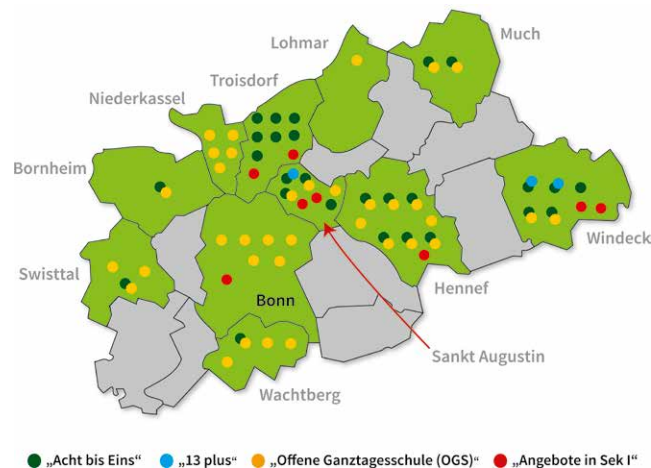 Much
Lohmar
Troisdorf
Niederkassel
Bornheim
Windeck
Swisttal
Bonn
Hennef
Sankt Augustin
Wachtberg
„Acht bis Eins“ „13 plus“ „Offene Ganztagesschule (OGS)“ „Angebote in Sek I“